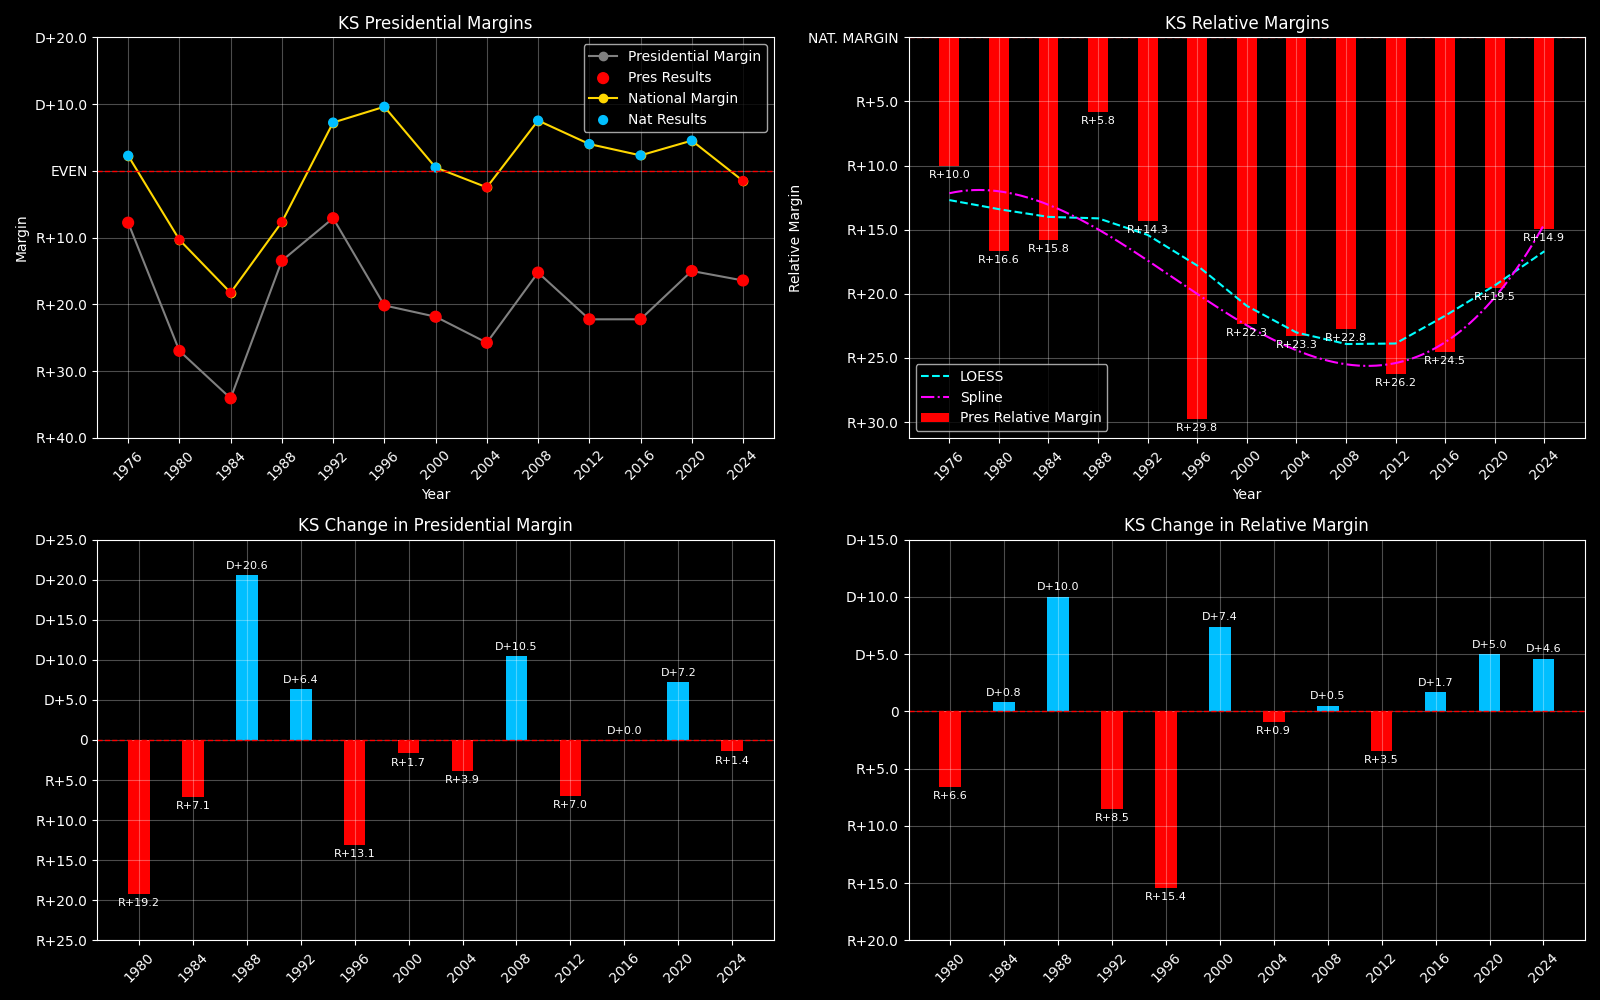 KS Presidential Margins
D+20.0
D+10.0
EVEN
R+10.0
R+20.0
R+30.0
R+40.0
Margin
Presidential Margin
Pres Results
National Margin
Nat Results
1976 1980 1984 1988 1992 1996 2000 2004 2008 2012 2016 2020 2024
Year
KS Relative Margins
NAT. MARGIN
R+5.0
R+10.0
R+15.0
R+20.0
R+25.0
R+30.0
Relative Margin
R+10.0
R+16.6
R+15.8
R+5.8
R+14.3
R+29.8
R+22.3
R+23.3
R+22.8
R+26.2
R+24.5
R+19.5
R+14.9
LOESS
Spline
Pres Relative Margin
1976 1980 1984 1988 1992 1996 2000 2004 2008 2012 2016 2020 2024
Year
KS Change in Presidential Margin
D+25.0
D+20.0
D+15.0
D+10.0
D+5.0
0
R+5.0
R+10.0
R+15.0
R+20.0
R+25.0
R+19.2
R+7.1
D+20.6
D+6.4
R+13.1
R+1.7
R+3.9
D+10.5
R+7.0
D+0.0
D+7.2
R+1.4
1980 1984 1988 1992 1996 2000 2004 2008 2012 2016 2020 2024
KS Change in Relative Margin
D+15.0
D+10.0
D+5.0
0
R+5.0
R+10.0
R+15.0
R+20.0
R+6.6
D+0.8
D+10.0
R+8.5
R+15.4
D+7.4
R+0.9
D+0.5
R+3.5
D+1.7
D+5.0
D+4.6
1980 1984 1988 1992 1996 2000 2004 2008 2012 2016 2020 2024